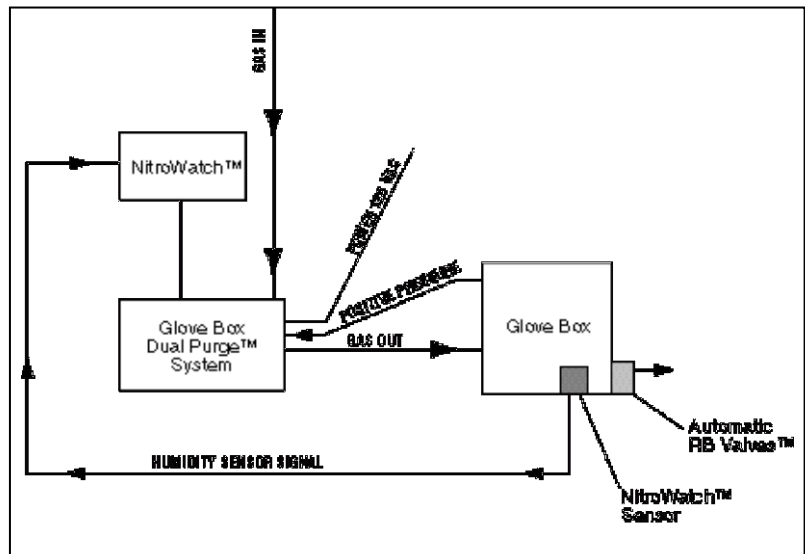 GAS IN
NitroWatch™
POSITIVE PRESSURE
Glove Box
Dual Purge™
System
GAS OUT
Glove Box
Automatic
RB Valves™
HUMIDITY SENSOR SIGNAL
NitroWatch™
Sensor